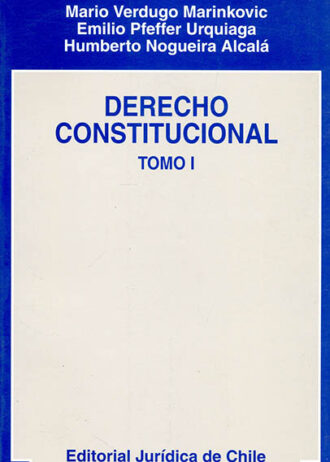 Mario Verdugo Marinkovic
Emilio Pfeffer Urquiaga
Humberto Nogueira Alcalá
DERECHO
CONSTITUCIONAL
TOMO I
Editorial Jurídica de Chile